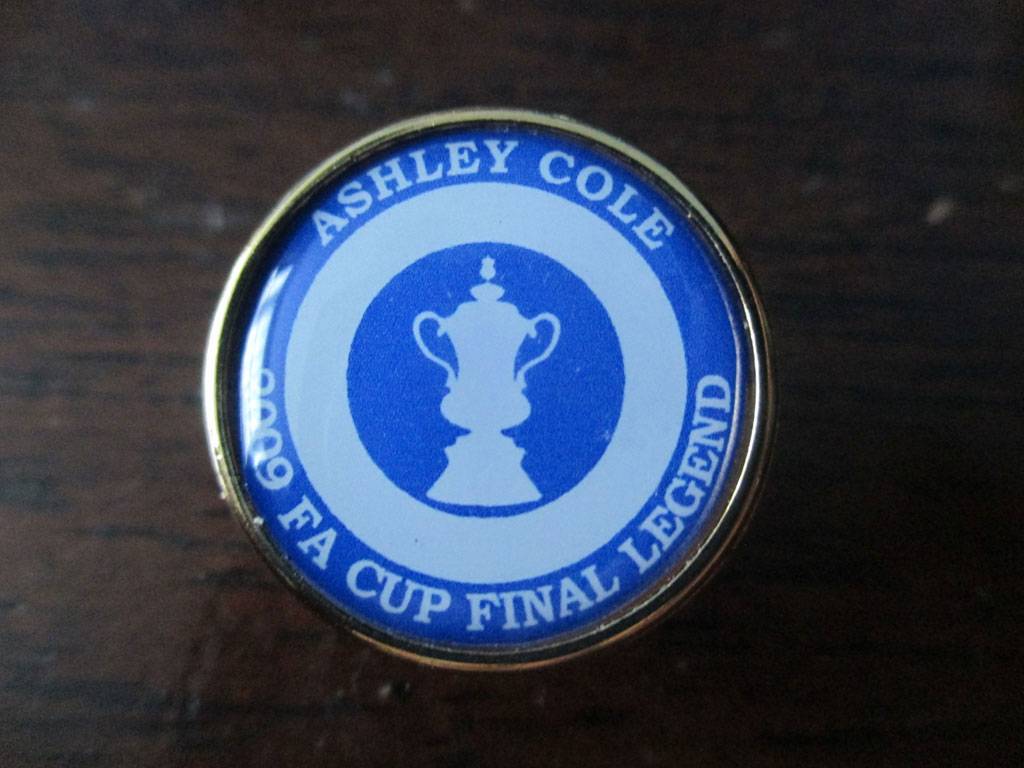 ASHLEY COLE
2009 FA CUP FINAL LEGEND